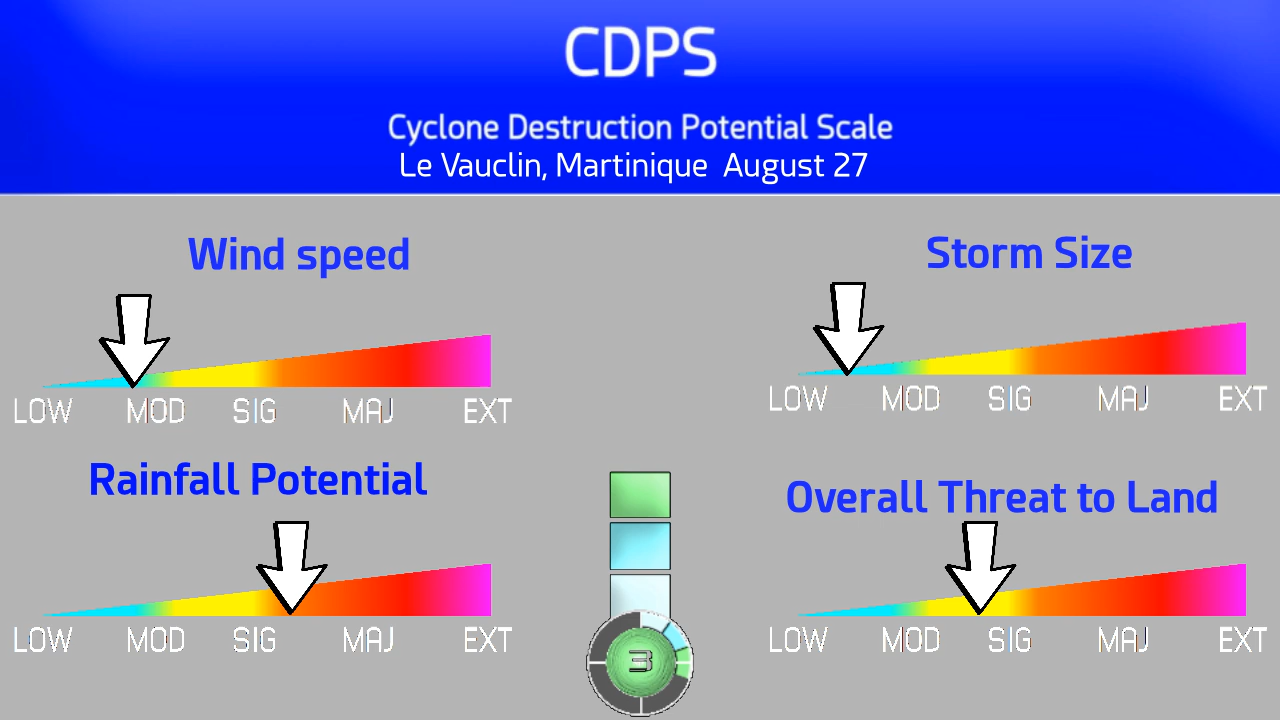 CDPS
Cyclone Destruction Potential Scale
Le Vauclin, Martinique August 27
Wind speed
LOW MOD SIG MAJ EXT
Storm Size
LOW MOD SIG MAJ EXT
Rainfall Potential
LOW MOD SIG MAJ EXT
Overall Threat to Land
LOW MOD SIG MAJ EXT
3